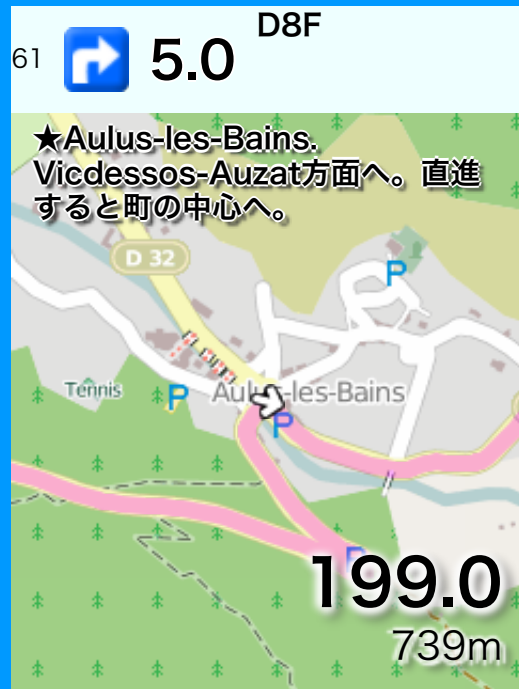 D8F
61
5.0
★Aulus-les-Bains.
Vicdessos-Auzat方面へ。直進
すると町の中心へ。
D 32
P
Tennis
P
Aulus-les-Bains
P
P
199.0
739m